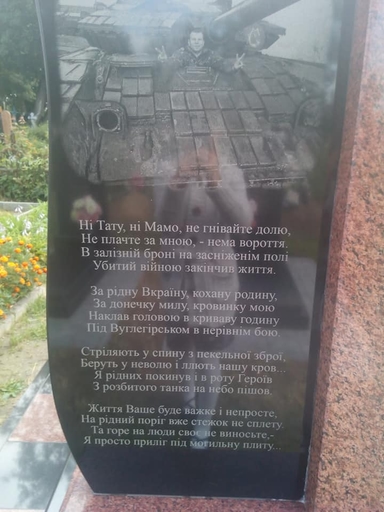 Ні Тату, ні Мамо, не гнівайте долю,
Не плачте за мною, - нема вороття.
В залізній броні на засніженім полі
Убитий війною закінчив життя.
За рідну Вкраїну, кохану родину,
За донечку милу, кровинку мою
Наклав головою в криваву годину
Під Вуглегірськом в нерівнім бою.
Стріляють у спину з пекельної зброї,
Беруть у неволю і ллють нашу кров...
Я рідних покинув і в роту Героїв
З розбитого танка на небо пішов.
Життя Ваше буде важке і непросте,
На рідний поріг вже стежок не сплету.
Та горе на люди своє не виносьте,-
Я просто приліг під могильну плиту...